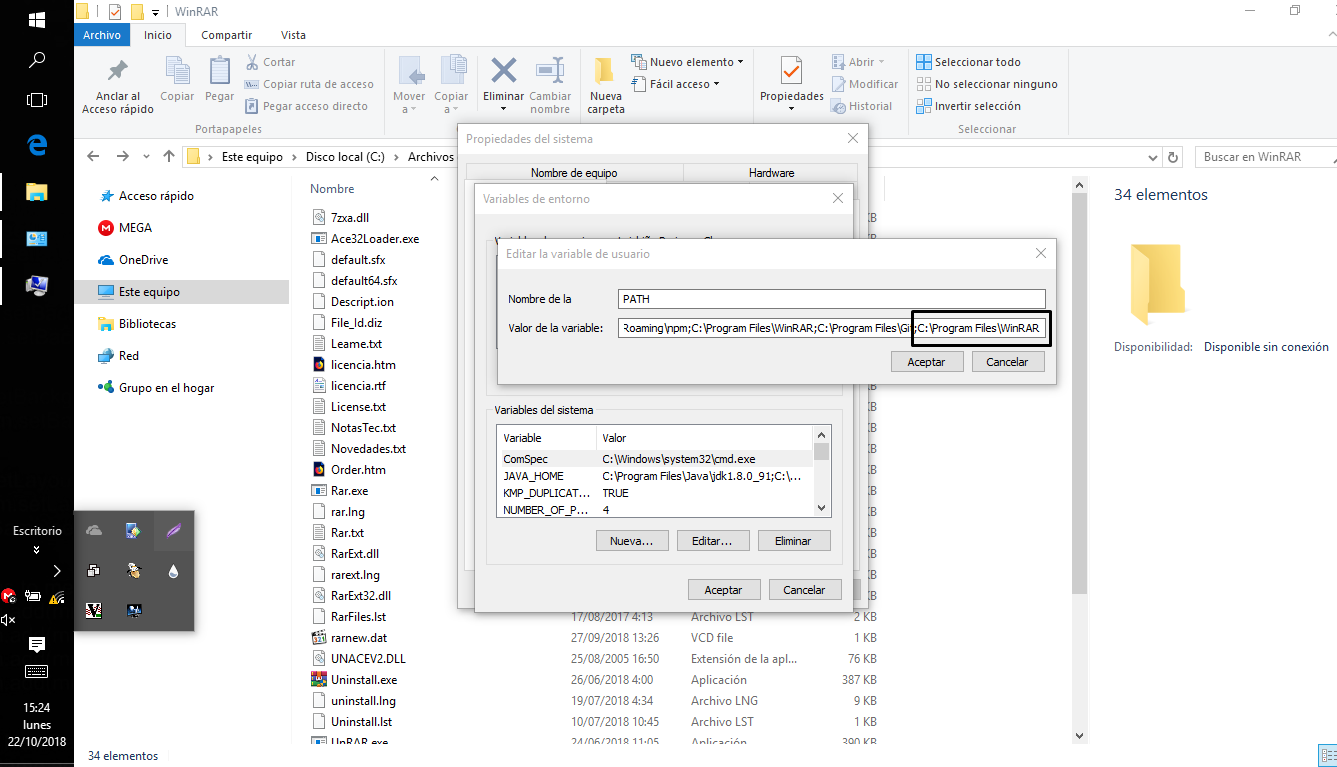 WinRAR
Archivo Inicio Compartir Vista
Anclar al Acceso rápido
Copiar
Pegar
Cortar
Copiar ruta de acceso
Pegar acceso directo
Portapapeles
Mover a
Copiar a
Eliminar
Cambiar nombre
Nueva carpeta
Nuevo elemento
Fácil acceso
Propiedades
Abrir
Modificar
Historial
Seleccionar todo
No seleccionar ninguno
Invertir selección
Seleccionar
Este equipo > Disco local (C:) > Archivos
Buscar en WinRAR
Acceso rápido
MEGA
OneDrive
Este equipo
Bibliotecas
Red
Grupo en el hogar
Nombre
7zxa.dll
Ace32Loader.exe
default.sfx
default64.sfx
Descript.ion
File_Id.diz
Leame.txt
licencia.htm
licencia.rtf
License.txt
NotasTec.txt
Novedades.txt
Order.htm
Rar.exe
rar.lng
Rar.txt
RarExt.dll
rarext.lng
RarExt32.dll
RarFiles.lst 17/08/2017 4:13 Archivo LST 2 KB
rarnew.dat 27/09/2018 13:26 VCD file 
UNACEV2.DLL 25/08/2005 16:50 Extensión de la apl... 76 KB
Uninstall.exe 26/06/2018 4:00 Aplicación 387 KB
uninstall.lng 19/07/2018 4:34 Archivo LNG 9 KB
Uninstall.lst 10/07/2018 10:45 Archivo LST 1 KB
UnRAR.exe 24/06/2018 11:05 Aplicación 390 KB
34 elementos
Propiedades del sistema
Nombre de equipo Hardware
Variables de entorno
Editar la variable de usuario
Nombre de la PATH
Valor de la variable: Roaming\npm;C:\Program Files\WinRAR;C:\Program Files\Git;C:\Program Files\WinRAR
Aceptar Cancelar
Variables del sistema
Variable Valor
ComSpec C:\Windows\system32\cmd.exe
JAVA_HOME C:\Program Files\Java\jdk1.8.0_91;C:\...
KMP_DUPLICAT... TRUE
NUMBER_OF_P... 4
Nueva... Editar... Eliminar
Aceptar Cancelar
34 elementos
Disponibilidad: Disponible sin conexión
Escritorio
15:24
lunes
22/10/2018